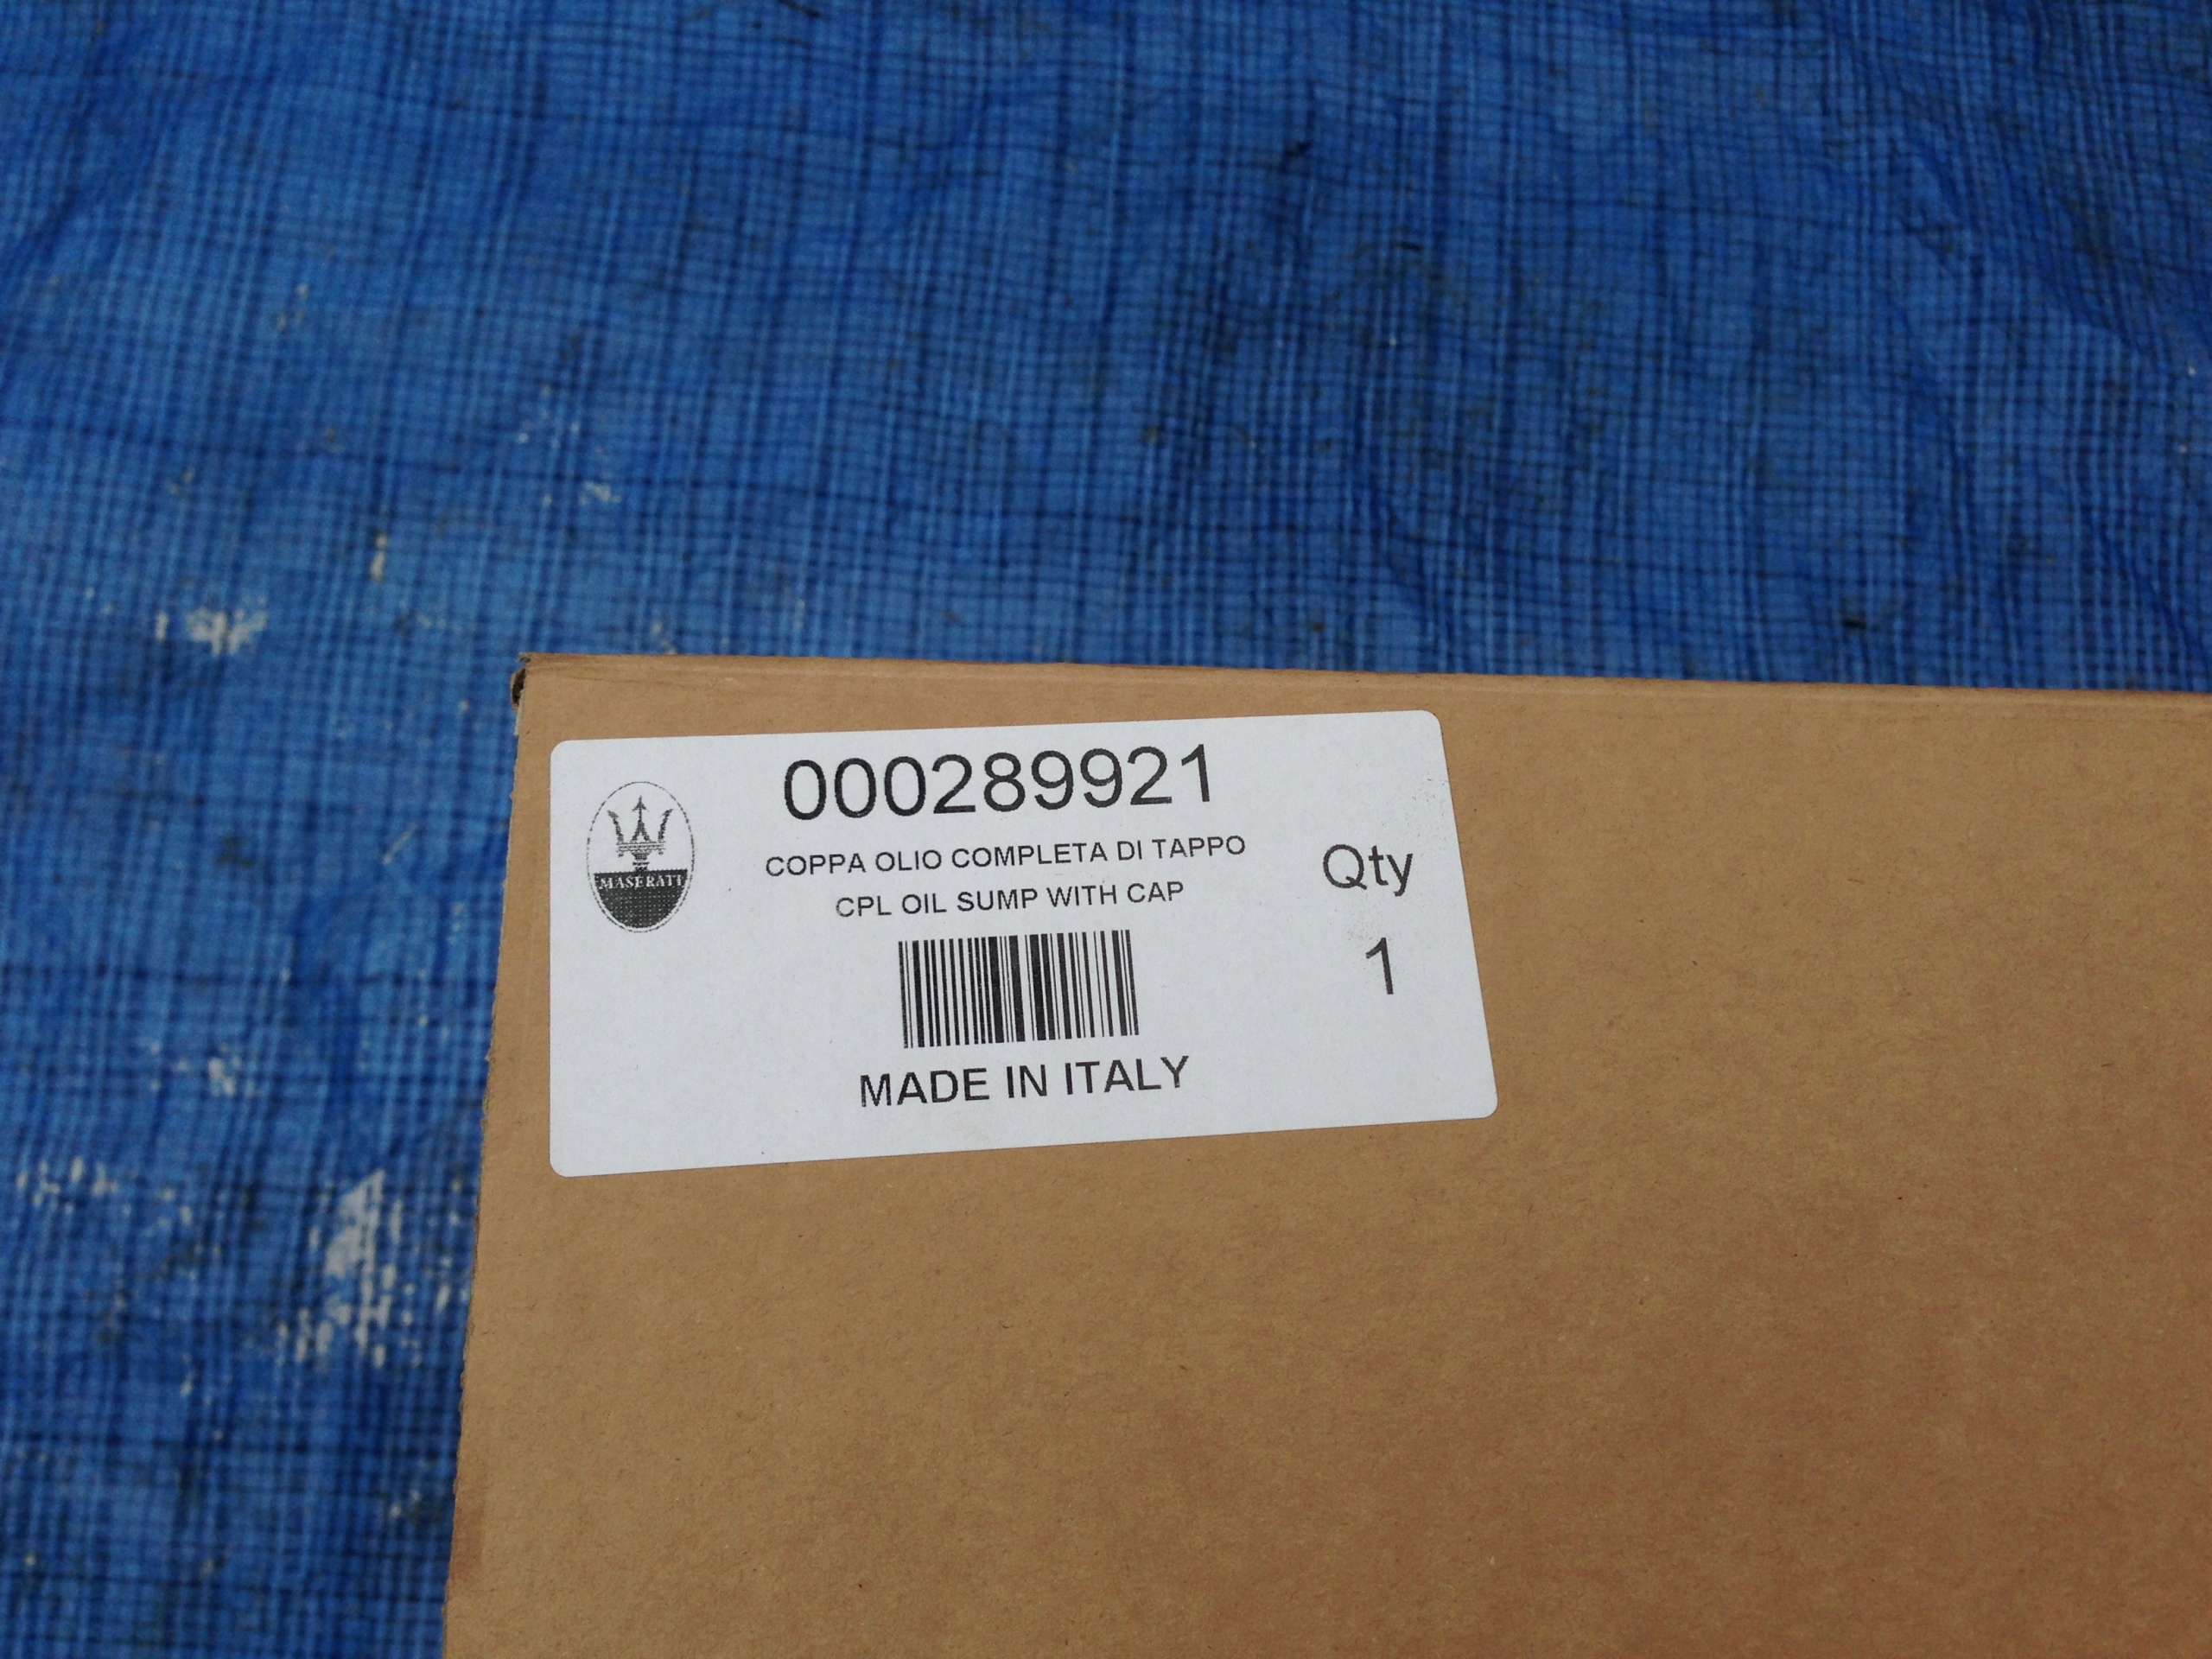 000289921
MASERATI
COPPA OLIO COMPLETA DI TAPPO
CPL OIL SUMP WITH CAP
Qty
1
MADE IN ITALY